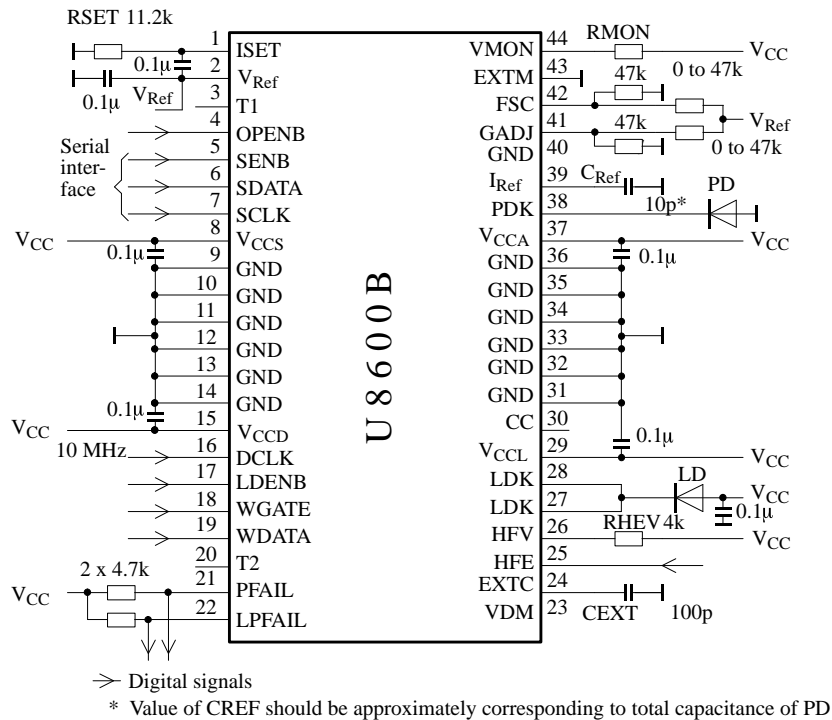 RSET 11.2k
0.1μ
0.1μ
VRef
1 ISET
2 VRef
3 T1
4 OPENB
Serial
inter-
face
5 SENB
6 SDATA
7 SCLK
VCC
8 VCCS
0.1μ
9 GND
10 GND
11 GND
12 GND
13 GND
14 GND
0.1μ
VCC
15 VCCD
10 MHz
16 DCLK
17 LDENB
18 WGATE
19 WDATA
20 T2
VCC
2 x 4.7k
21 PFAIL
22 LPFAIL
U8600B
VMON 44
RMON
VCC
EXTM 43
0 to 47k
FSC 42
47k
VRef
GADJ 41
47k
0 to 47k
GND 40
IRef 39
CRef
10p*
PDK 38
PD
VCCA 37
VCC
0.1μ
GND 36
GND 35
GND 34
GND 33
GND 32
GND 31
CC 30
0.1μ
VCCL 29
VCC
LDK 28
LD
LDK 27
VCC
0.1μ
HFV 26
RHEV 4k
VCC
HFE 25
EXTC 24
CEXT
100p
VDM 23
Digital signals
* Value of CREF should be approximately corresponding to total capacitance of PD